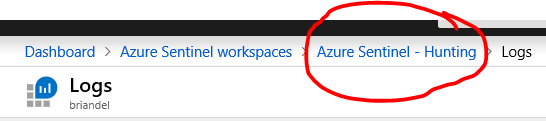 Dashboard > Azure Sentinel workspaces > Azure Sentinel - Hunting > Logs
Logs
briandel